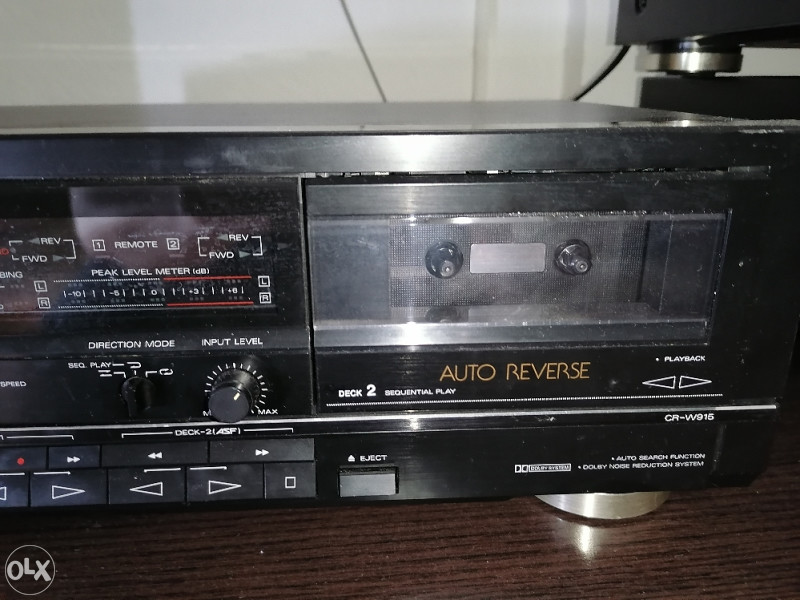 REV
FWD
1 REMOTE 2
REV
FWD
BING
PEAK LEVEL METER (dB)
L
R
-10 -5 0 +3 +8
L
R
DIRECTION MODE
INPUT LEVEL
SEQ. PLAY
SPEED
MAX
DECK-2 (ASF)
EJECT
AUTO REVERSE
DECK 2 SEQUENTIAL PLAY
• PLAYBACK
CR-W915
DOLBY SYSTEM
• AUTO SEARCH FUNCTION
• DOLBY NOISE REDUCTION SYSTEM
OLX